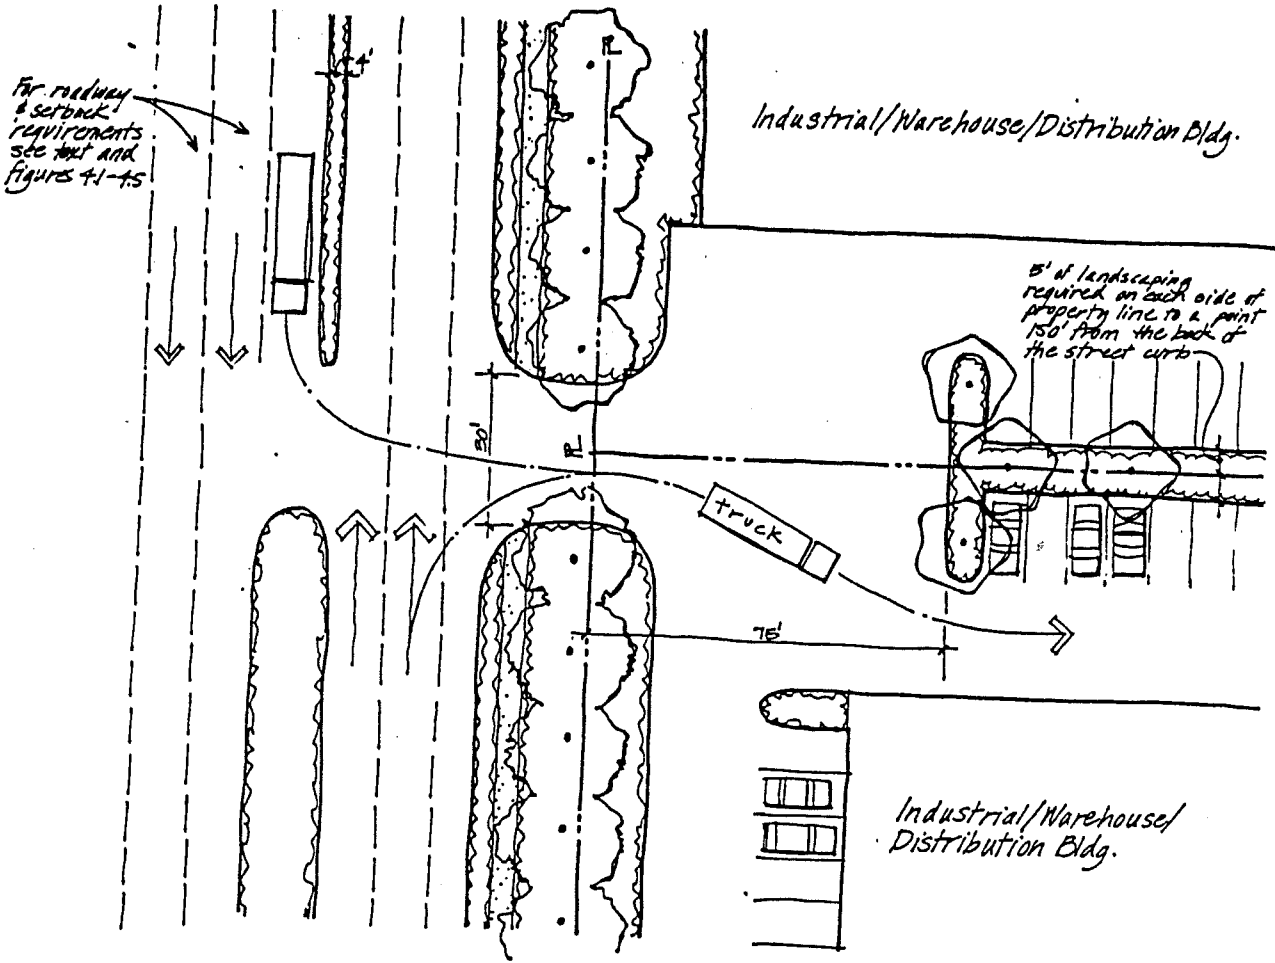 4'
PL
For roadway
& setback
requirements
see text and
figures 4.1-4.5
Industrial/Warehouse/Distribution Bldg.
5' of landscaping
required on each side of
property line to a point
150' from the back of
the street curb
30'
PL
truck
75'
Industrial/Warehouse/
Distribution Bldg.